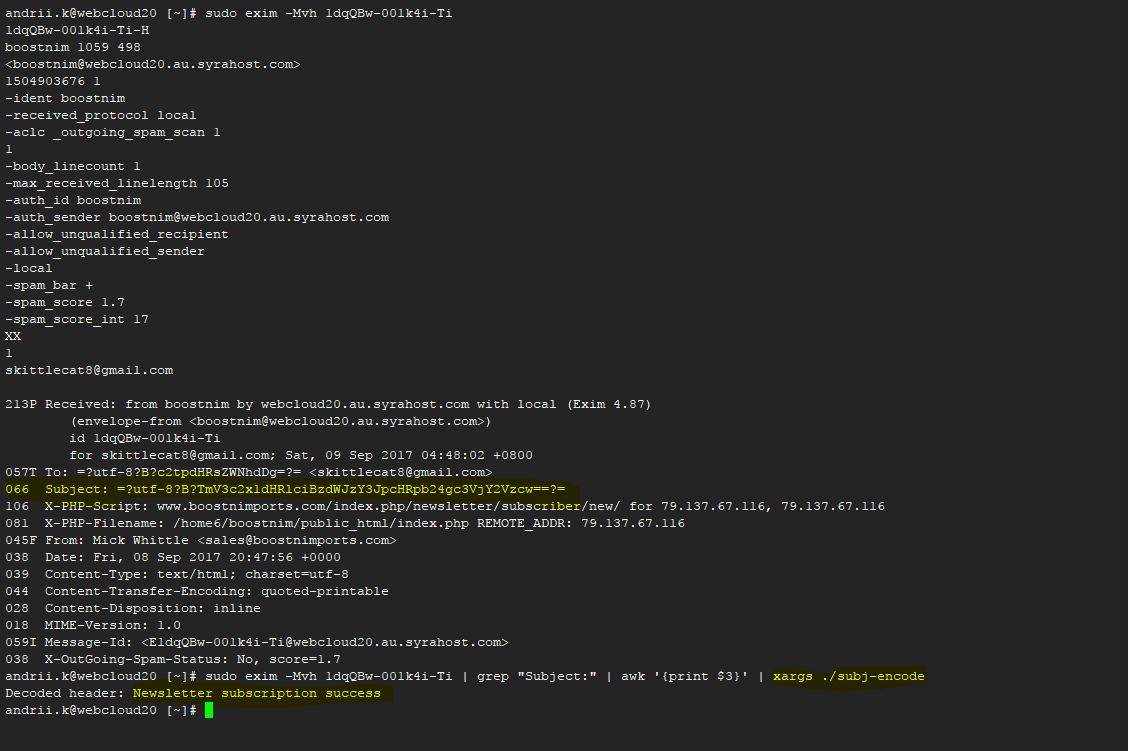 andrii.k@webcloud20 [~]# sudo exim -Mvh 1dqQBw-001k4i-Ti
1dqQBw-001k4i-Ti-H
boostnim 1059 498
<boostnim@webcloud20.au.syrahost.com>
1504903676 1
-ident boostnim
-received_protocol local
-aclc _outgoing_spam_scan 1
1
-body_linecount 1
-max_received_linelength 105
-auth_id boostnim
-auth_sender boostnim@webcloud20.au.syrahost.com
-allow_unqualified_recipient
-allow_unqualified_sender
-local
-spam_bar +
-spam_score 1.7
-spam_score_int 17
XX
1
skittlecat8@gmail.com

213P Received: from boostnim by webcloud20.au.syrahost.com with local (Exim 4.87)
        (envelope-from <boostnim@webcloud20.au.syrahost.com>)
        id 1dqQBw-001k4i-Ti
        for skittlecat8@gmail.com; Sat, 09 Sep 2017 04:48:02 +0800
057T To: =?utf-8?B?c2tpdHRsZWNhdDg=?= <skittlecat8@gmail.com>
066  Subject: =?utf-8?B?TmV3c2xldHRlciBzdWJzY3JpcHRpb24gc3VjY2Vzcw==?=
106  X-PHP-Script: www.boostnimports.com/index.php/newsletter/subscriber/new/ for 79.137.67.116, 79.137.67.116
081  X-PHP-Filename: /home6/boostnim/public_html/index.php REMOTE_ADDR: 79.137.67.116
045F From: Mick Whittle <sales@boostnimports.com>
038  Date: Fri, 08 Sep 2017 20:47:56 +0000
039  Content-Type: text/html; charset=utf-8
044  Content-Transfer-Encoding: quoted-printable
028  Content-Disposition: inline
018  MIME-Version: 1.0
059I Message-Id: <E1dqQBw-001k4i-Ti@webcloud20.au.syrahost.com>
038  X-OutGoing-Spam-Status: No, score=1.7
andrii.k@webcloud20 [~]# sudo exim -Mvh 1dqQBw-001k4i-Ti | grep "Subject:" | awk '{print $3}' | xargs ./subj-encode
Decoded header: Newsletter subscription success
andrii.k@webcloud20 [~]#